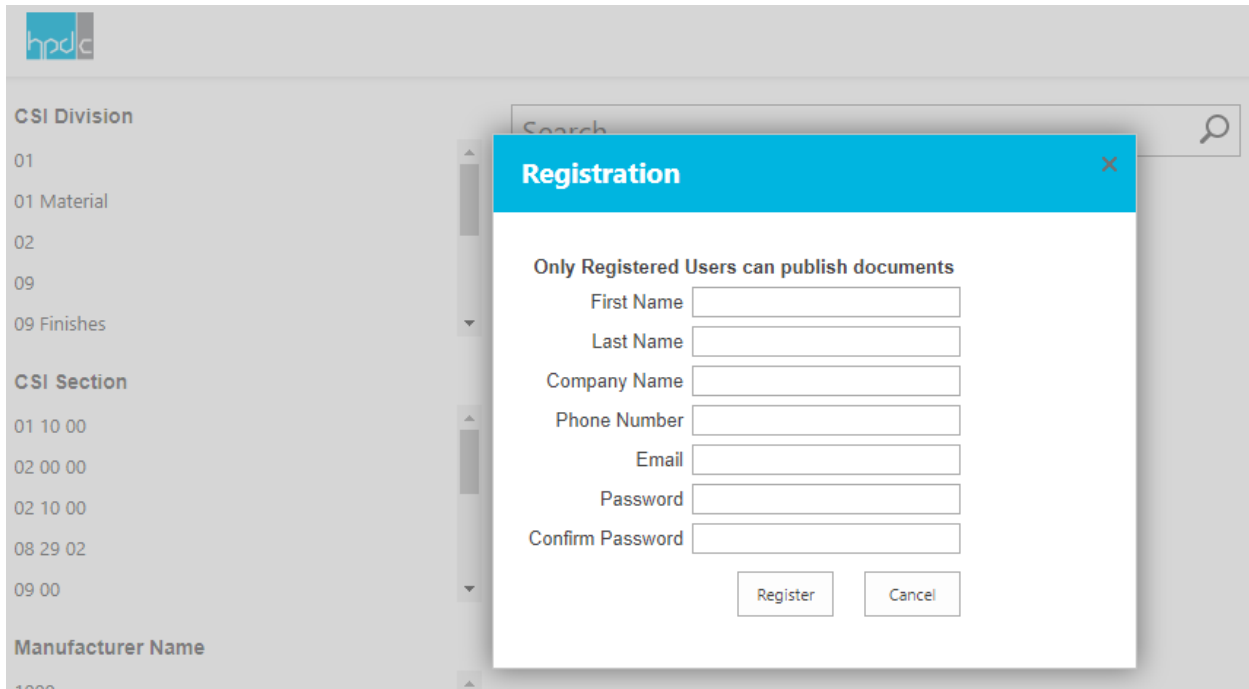 hpdc
CSI Division
01
01 Material
02
09
09 Finishes
CSI Section
01 10 00
02 00 00
02 10 00
08 29 02
09 00
Manufacturer Name
Search
Registration
Only Registered Users can publish documents
First Name
Last Name
Company Name
Phone Number
Email
Password
Confirm Password
Register Cancel